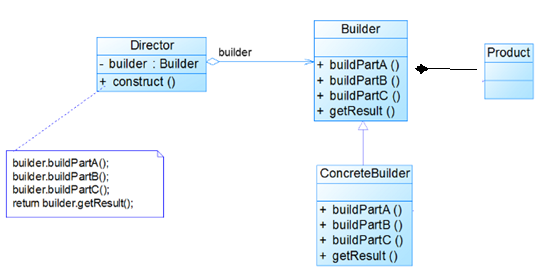 Director
- builder : Builder
+ construct ()
builder
Builder
+ buildPartA ()
+ buildPartB ()
+ buildPartC ()
+ getResult ()
Product
builder.buildPartA();
builder.buildPartB();
builder.buildPartC();
return builder.getResult();
ConcreteBuilder
+ buildPartA ()
+ buildPartB ()
+ buildPartC ()
+ getResult ()